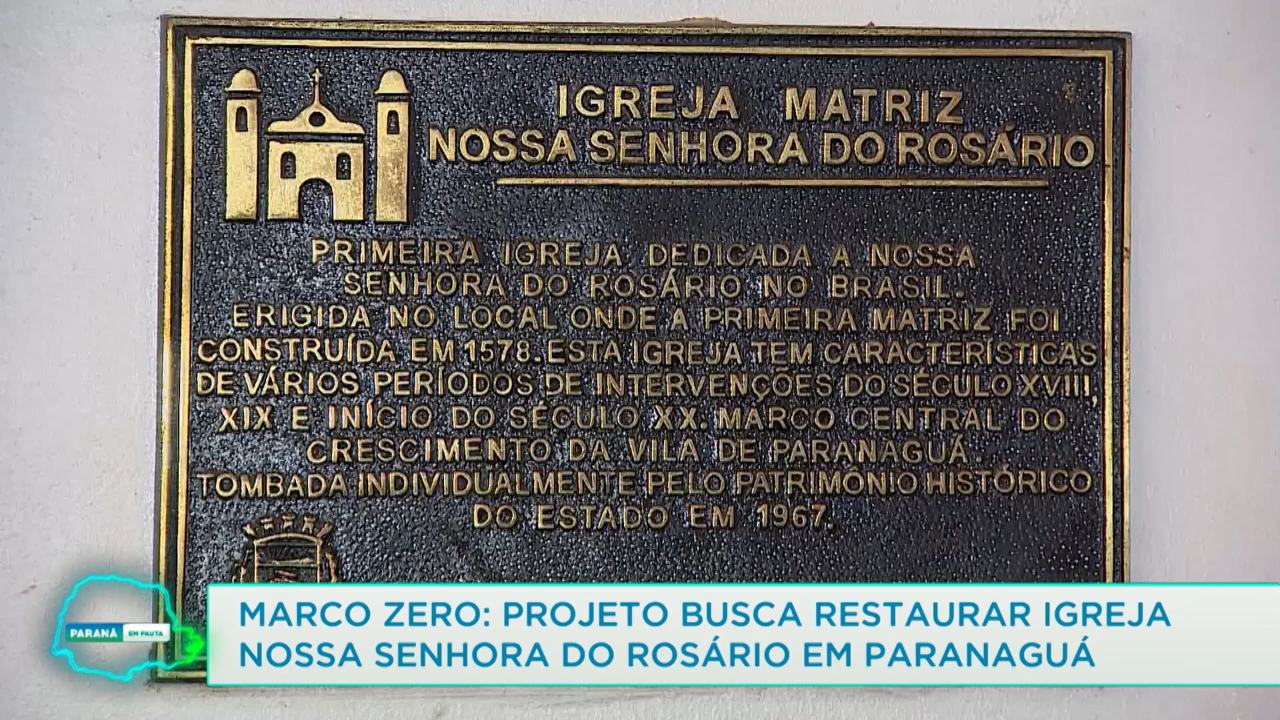 IGREJA MATRIZ
NOSSA SENHORA DO ROSÁRIO
PRIMEIRA IGREJA DEDICADA A NOSSA
SENHORA DO ROSÁRIO NO BRASIL.
ERIGIDA NO LOCAL ONDE A PRIMEIRA MATRIZ FOI
CONSTRUÍDA EM 1578. ESTA IGREJA TEM CARACTERÍSTICAS
DE VÁRIOS PERÍODOS DE INTERVENÇÕES DO SÉCULO XVIII,
XIX E INÍCIO DO SÉCULO XX. MARCO CENTRAL DO
CRESCIMENTO DA VILA DE PARANAGUÁ.
TOMBADA INDIVIDUALMENTE PELO PATRIMÔNIO HISTÓRICO
DO ESTADO EM 1967.
PARANÁ EM PAUTA
MARCO ZERO: PROJETO BUSCA RESTAURAR IGREJA
NOSSA SENHORA DO ROSÁRIO EM PARANAGUÁ